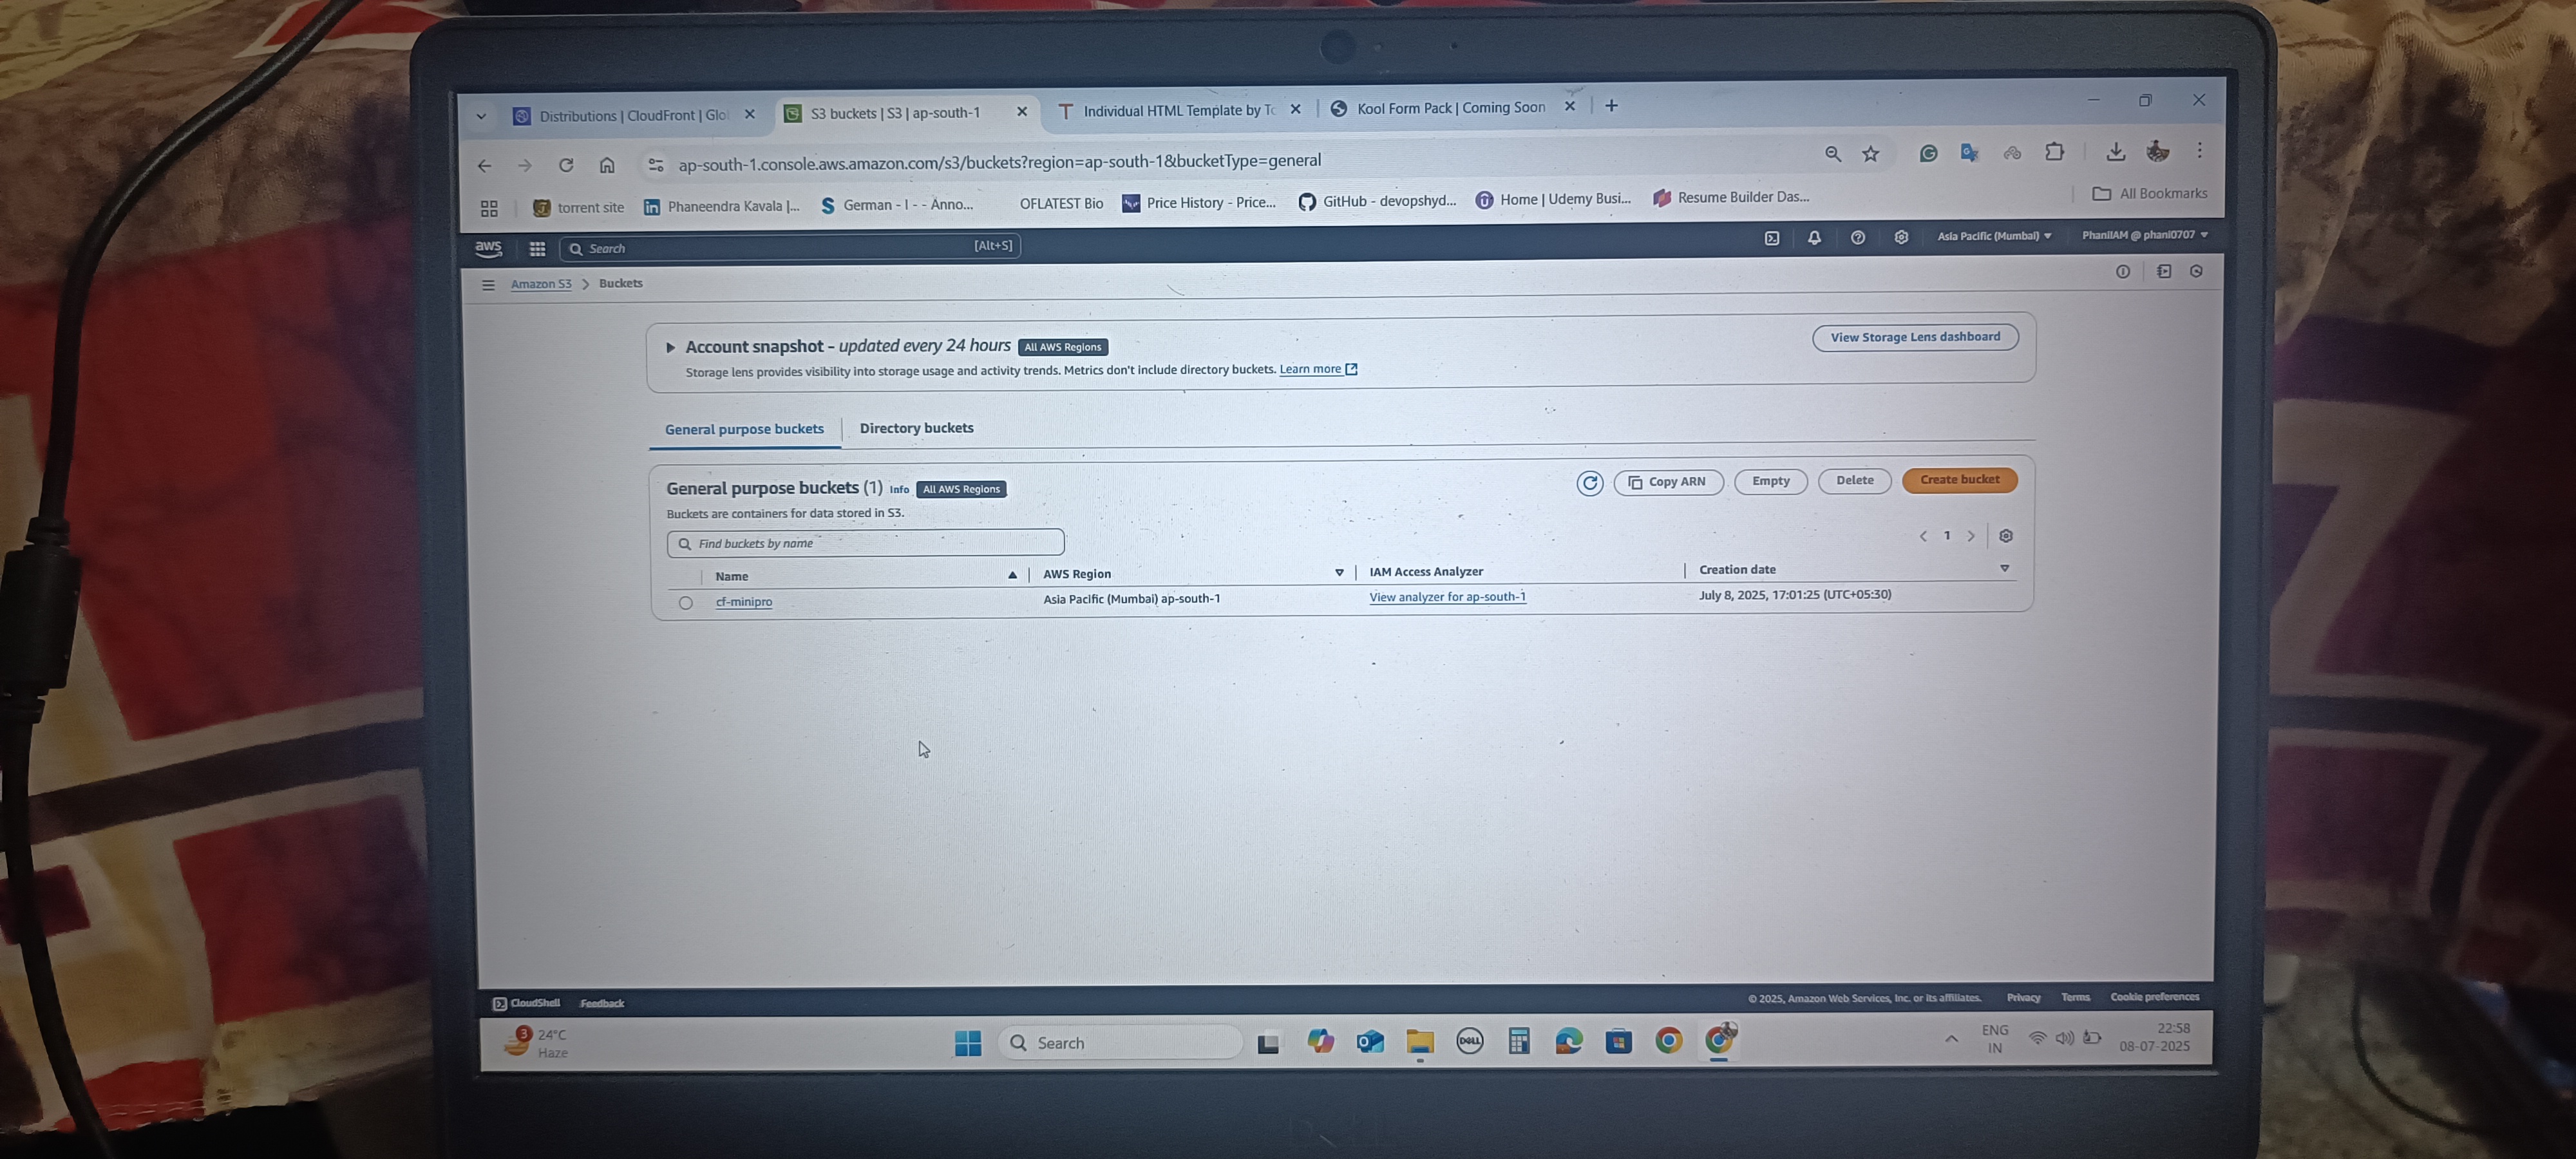 Distributions | CloudFront | Glo
S3 buckets | S3 | ap-south-1
Individual HTML Template by To
Kool Form Pack | Coming Soon
ap-south-1.console.aws.amazon.com/s3/buckets?region=ap-south-1&bucketType=general
torrent site
Phaneendra Kavala |...
German - I - - Anno...
OFLATEST Bio
Price History - Price...
GitHub - devopshyd...
Home | Udemy Busi...
Resume Builder Das...
All Bookmarks
aws
Search
[Alt+S]
Asia Pacific (Mumbai)
PhaniIAM @ phani0707
Amazon S3 > Buckets
Account snapshot - updated every 24 hours All AWS Regions
View Storage Lens dashboard
Storage lens provides visibility into storage usage and activity trends. Metrics don't include directory buckets. Learn more
General purpose buckets
Directory buckets
General purpose buckets (1) Info All AWS Regions
Copy ARN
Empty
Delete
Create bucket
Buckets are containers for data stored in S3.
Find buckets by name
1
Name
AWS Region
IAM Access Analyzer
Creation date
cf-minipro
Asia Pacific (Mumbai) ap-south-1
View analyzer for ap-south-1
July 8, 2025, 17:01:25 (UTC+05:30)
CloudShell
Feedback
© 2025, Amazon Web Services, Inc. or its affiliates.
Privacy
Terms
Cookie preferences
3
24°C
Haze
Search
DELL
ENG
IN
22:58
08-07-2025